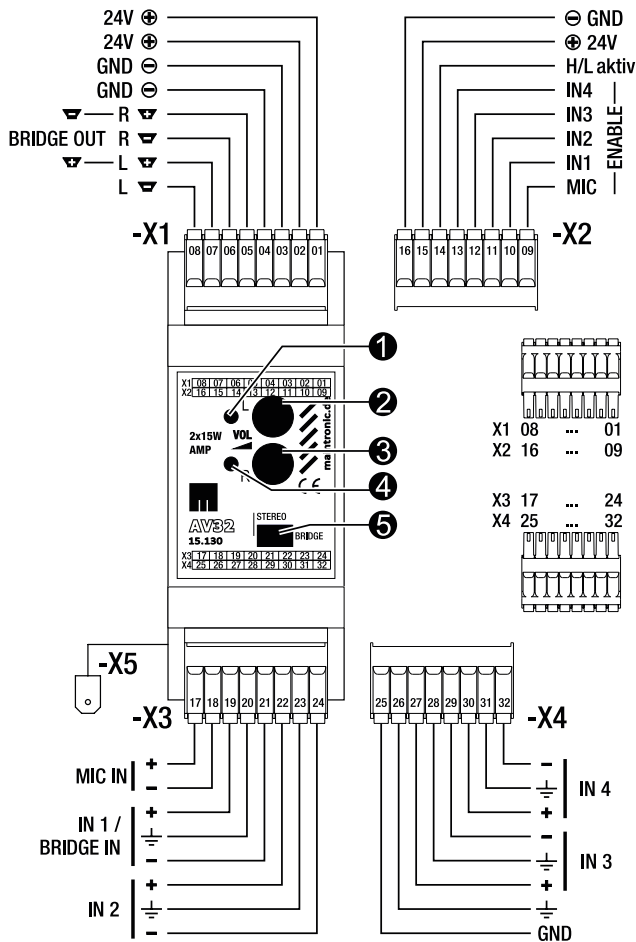 24V ⊕
24V ⊕
GND ⊖
GND ⊖
R
BRIDGE OUT R
L
L
⊖ GND
⊕ 24V
H/L aktiv
IN4
IN3
IN2
IN1
MIC
ENABLE
-X1
08 07 06 05 04 03 02 01
16 15 14 13 12 11 10 09
-X2
1
2
3
4
5
X1 08 07 06 04 03 02 01
X2 16 15 14 13 12 11 10 09
L
2x15W
AMP
VOL
R
CE
AV32
15.130
STEREO
BRIDGE
X3 17 18 19 20 21 22 23 24
X4 25 26 27 28 29 30 31 32
X1 08 ... 01
X2 16 ... 09
X3 17 ... 24
X4 25 ... 32
-X5
-X3
17 18 19 20 21 22 23 24
25 26 27 28 29 30 31 32
-X4
MIC IN
+
-
IN 1 /
BRIDGE IN
+
-
IN 2
+
-
-
+
IN 4
-
+
IN 3
GND